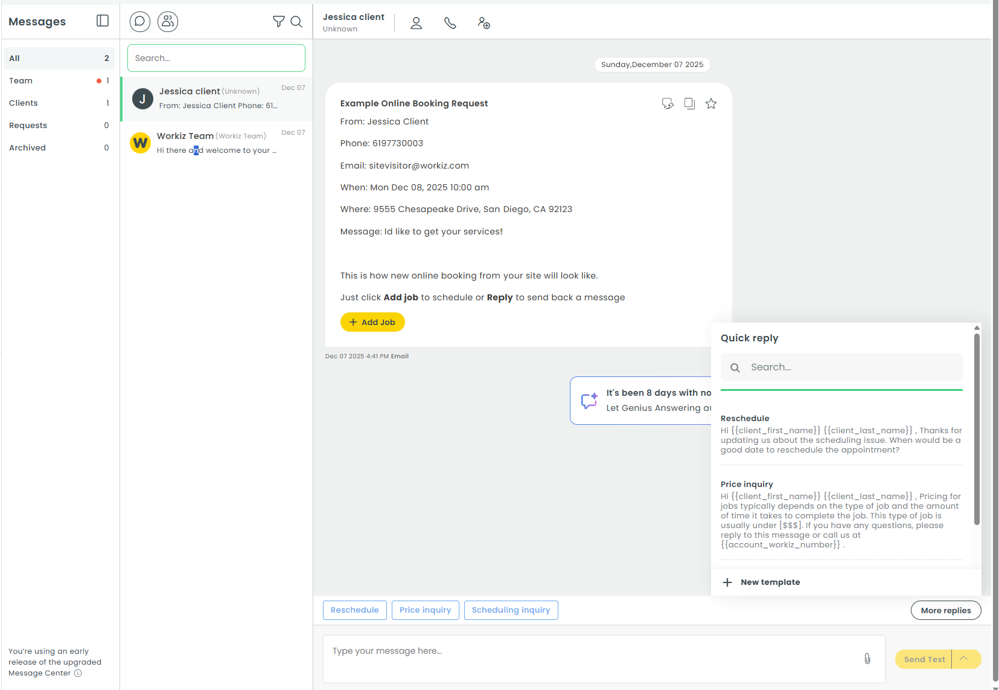 Messages
All 2
Team 1
Clients 1
Requests 0
Archived 0
You're using an early
release of the upgraded
Message Center
Search...
J
Jessica client (Unknown) Dec 07
From: Jessica Client Phone: 61...
W
Workiz Team (Workiz Team) Dec 07
Hi there and welcome to your ...
Jessica client
Unknown
Sunday,December 07 2025
Example Online Booking Request
From: Jessica Client
Phone: 6197730003
Email: sitevisitor@workiz.com
When: Mon Dec 08, 2025 10:00 am
Where: 9555 Chesapeake Drive, San Diego, CA 92123
Message: Id like to get your services!
This is how new online booking from your site will look like.
Just click Add job to schedule or Reply to send back a message
+ Add Job
Dec 07 2025 4:41 PM Email
It's been 8 days with no
Let Genius Answering
Quick reply
Search...
Reschedule
Hi {{client_first_name}} {{client_last_name}} , Thanks for
updating us about the scheduling issue. When would be a
good date to reschedule the appointment?
Price inquiry
Hi {{client_first_name}} {{client_last_name}} , Pricing for
jobs typically depends on the type of job and the amount
of time it takes to complete the job. This type of job is
usually under [$$$]. If you have any questions, please
reply to this message or call us at
{{account_workiz_number}} .
+ New template
Reschedule
Price inquiry
Scheduling inquiry
More replies
Type your message here...
Send Text